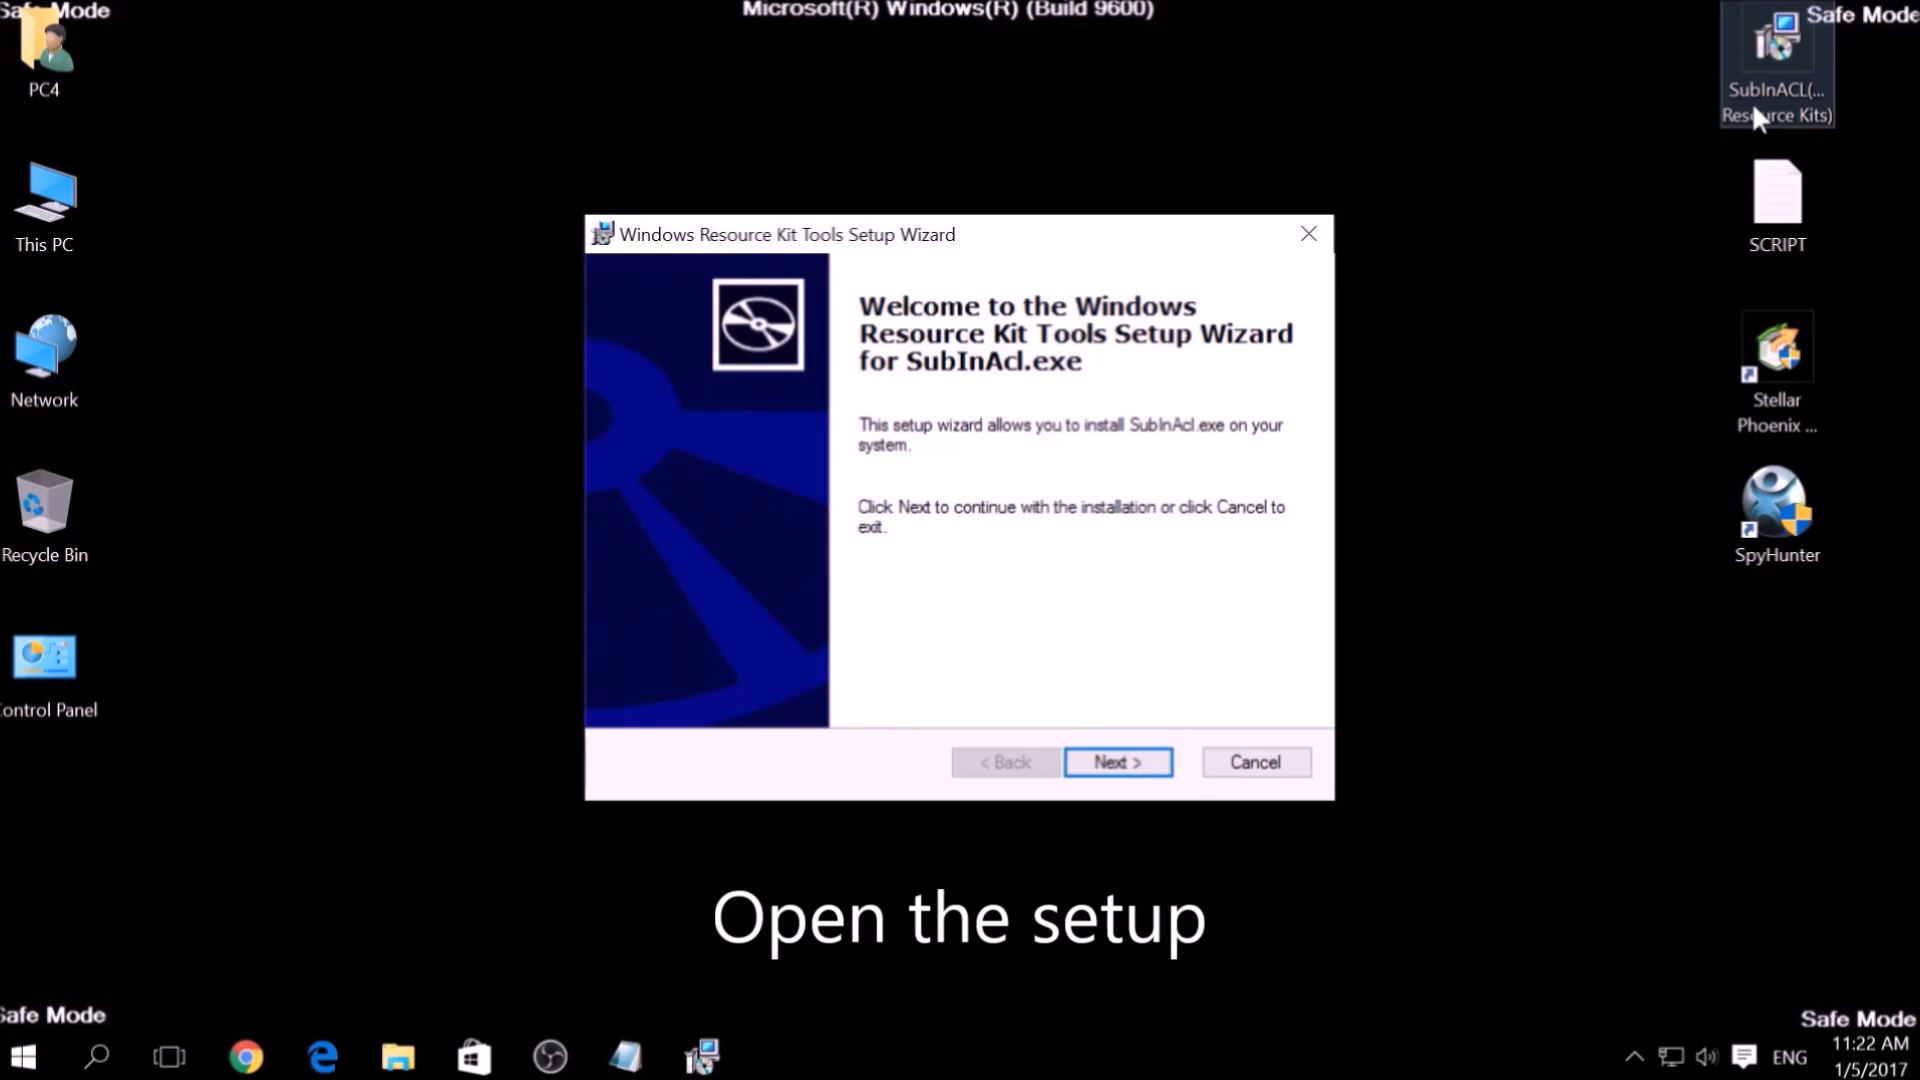 Safe Mode
Microsoft(R) Windows(R) (Build 9600)
Safe Mode
PC4
This PC
Network
Recycle Bin
ontrol Panel
SubInACL(...
Resource Kits)
SCRIPT
Stellar
Phoenix ...
SpyHunter
Windows Resource Kit Tools Setup Wizard
Welcome to the Windows
Resource Kit Tools Setup Wizard
for SubInAcl.exe
This setup wizard allows you to install SubInAcl.exe on your
system.
Click Next to continue with the installation or click Cancel to
exit.
< Back
Next >
Cancel
Open the setup
Safe Mode
Safe Mode
ENG
11:22 AM
1/5/2017